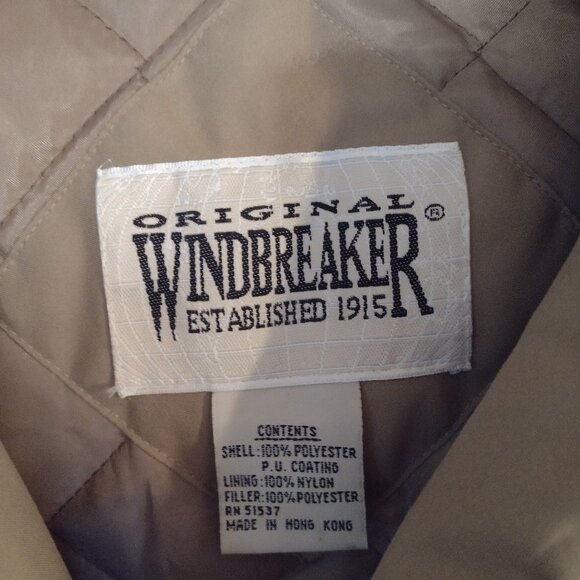 ORIGINAL
WINDBREAKER ®
ESTABLISHED 1915
CONTENTS
SHELL:100% POLYESTER
P.U. COATING
LINING:100% NYLON
FILLER:100% POLYESTER
RN 51537
MADE IN HONG KONG